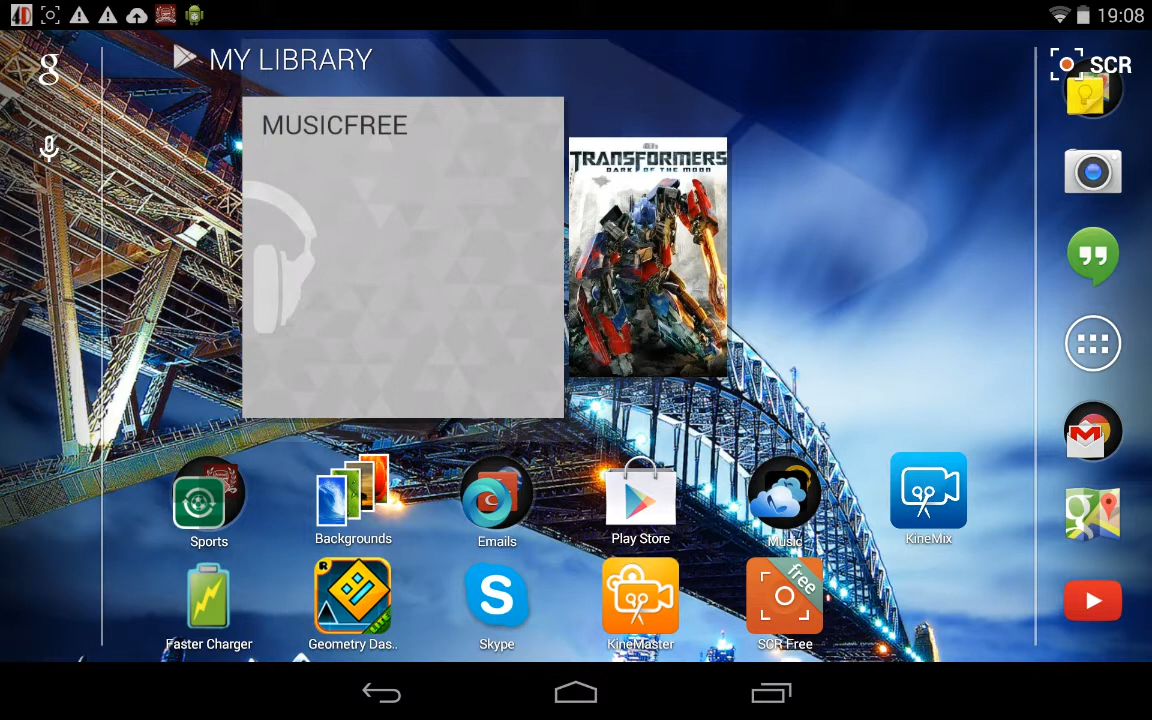 4D
19:08
g
MY LIBRARY
SCR
MUSICFREE
TRANSFORMERS
DARK OF THE MOON
Sports
Backgrounds
Emails
Play Store
Music
KineMix
R
free
S
Faster Charger
Geometry Das..
Skype
KineMaster
SCR Free